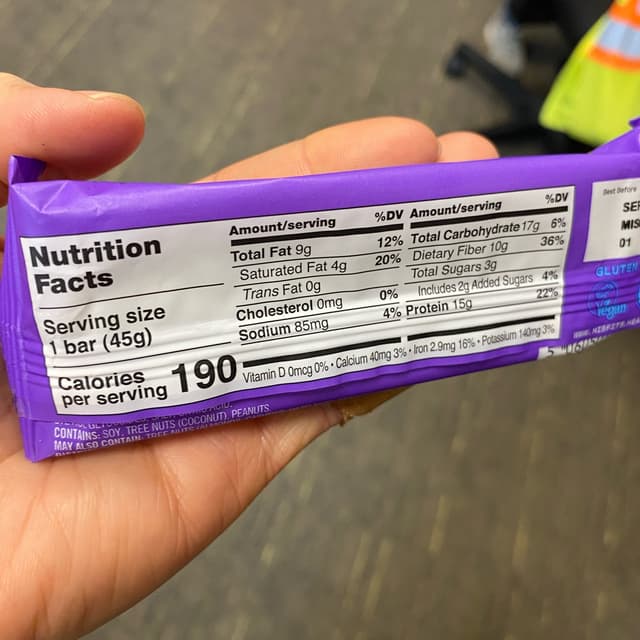 Nutrition
Facts
Serving size
1 bar (45g)
Calories
per serving 190
Amount/serving %DV
Total Fat 9g 12%
Saturated Fat 4g 20%
Trans Fat 0g
Cholesterol 0mg 0%
Sodium 85mg 4%
Amount/serving %DV
Total Carbohydrate 17g 6%
Dietary Fiber 10g 36%
Total Sugars 3g
Includes 2g Added Sugars 4%
Protein 15g 22%
Vitamin D 0mcg 0% • Calcium 40mg 3% • Iron 2.9mg 16% • Potassium 140mg 3%
CONTAINS: SOY, TREE NUTS (COCONUT), PEANUTS
MAY ALSO CONTAIN: TREE NUTS
Best Before
SEP
01
GLUTEN
Vegan